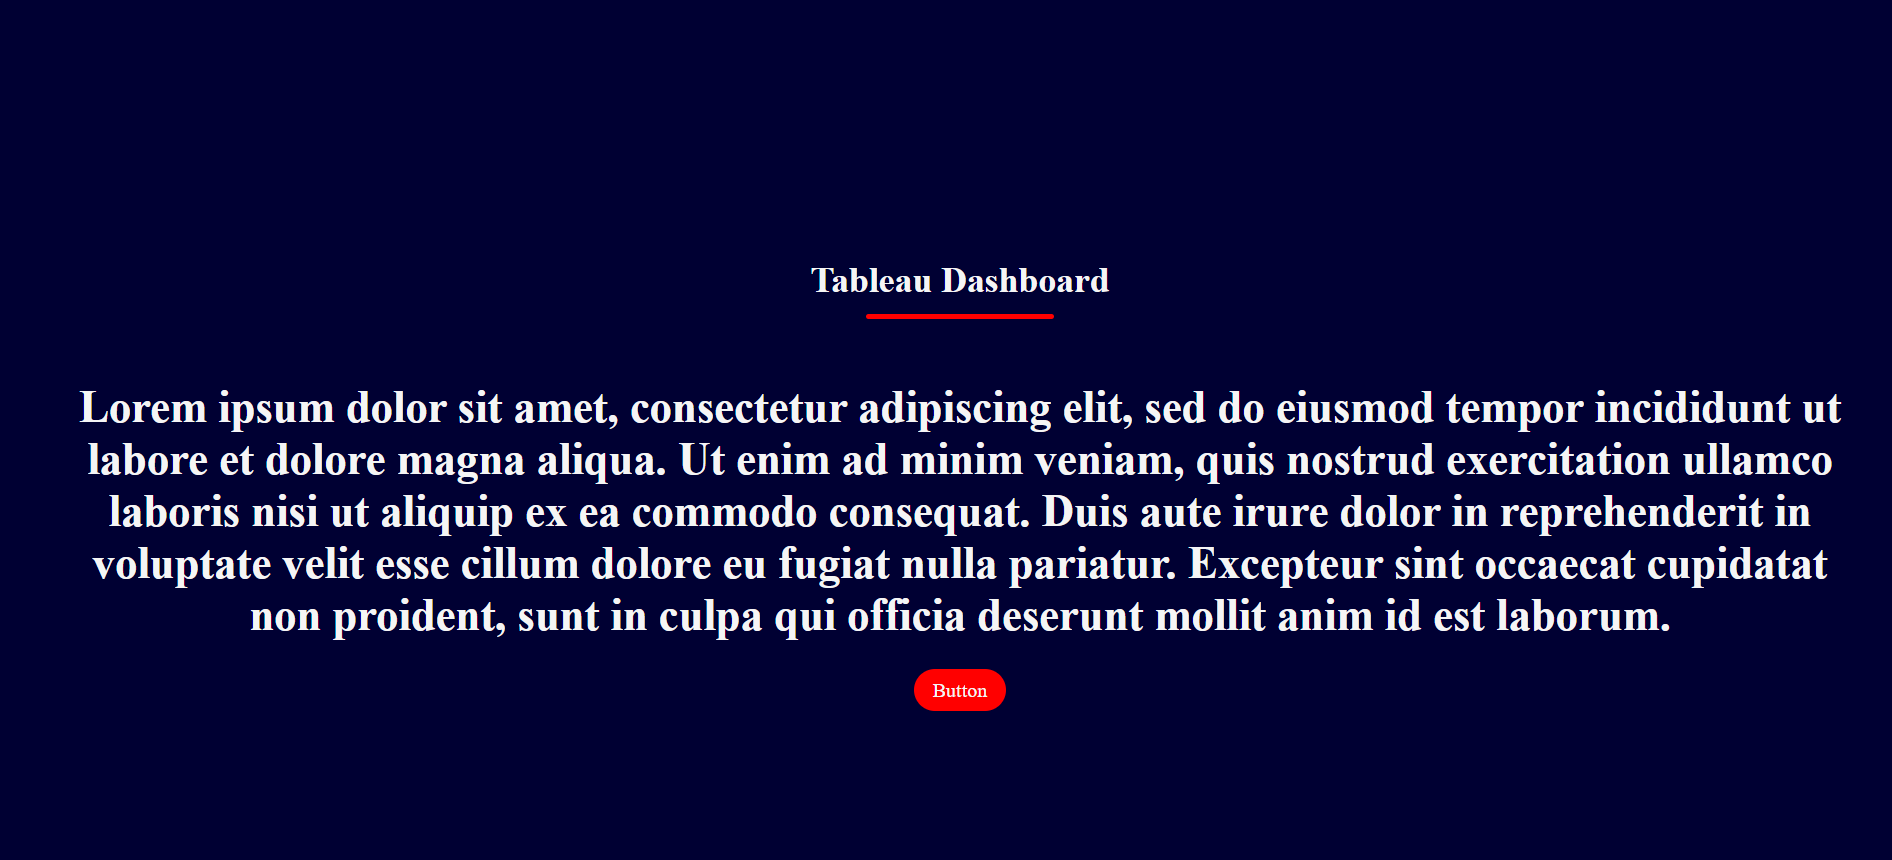 Tableau Dashboard
Lorem ipsum dolor sit amet, consectetur adipiscing elit, sed do eiusmod tempor incididunt ut
labore et dolore magna aliqua. Ut enim ad minim veniam, quis nostrud exercitation ullamco
laboris nisi ut aliquip ex ea commodo consequat. Duis aute irure dolor in reprehenderit in
voluptate velit esse cillum dolore eu fugiat nulla pariatur. Excepteur sint occaecat cupidatat
non proident, sunt in culpa qui officia deserunt mollit anim id est laborum.
Button